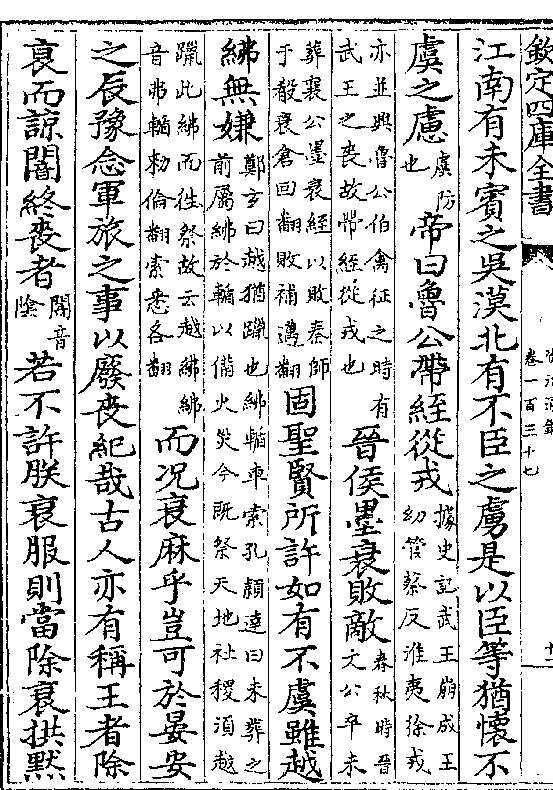 欽定四庫全書
卷一百三十七
江南有未賓之吳漠北有不臣之虜是以臣等猶懷不
虞之慮虞防也帝曰魯公帶絰從戎據史記武王崩成王幼管蔡反淮夷徐戎
亦並興魯公伯禽征之時有武王之喪故帶絰從戎也晉侯墨衰敗敵春秋時晉文公卒未
葬襄公墨衰絰以敗秦師于殽衰倉回翻敗補邁翻固聖賢所許如有不虞雖越
紼無嫌鄭玄曰越猶躐也紼輴車索孔穎達曰未葬之前屬紼於輴以備火災今既祭天地社稷須越
躐此紼而往祭故云越紼紼音弗輴敕倫翻索悉各翻而况衰麻乎豈可於晏安
之辰豫念軍旅之事以廢喪紀哉古人亦有稱王者除
衰而諒闇終喪者闇音陰若不許朕衰服則當除衰拱默